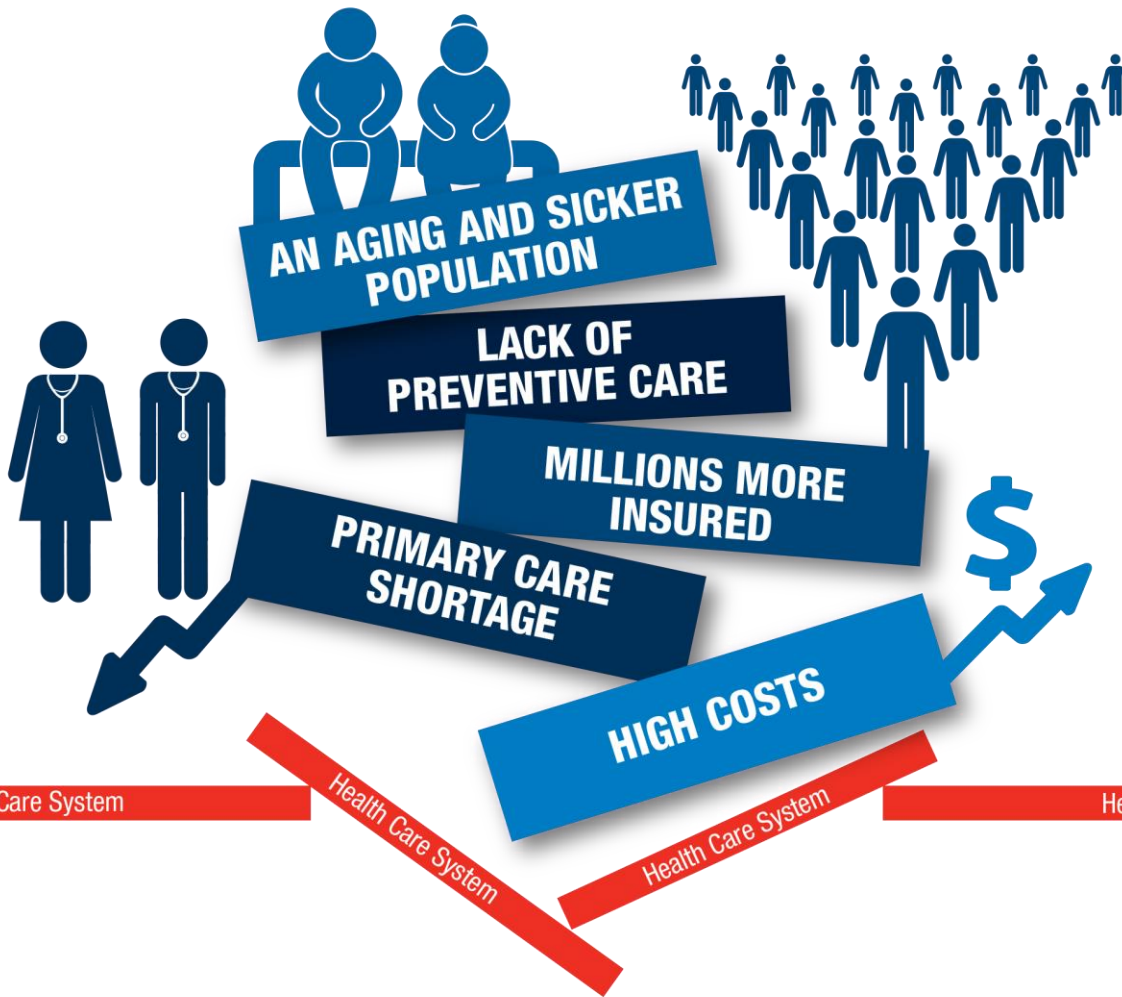 AN AGING AND SICKER
POPULATION
LACK OF
PREVENTIVE CARE
MILLIONS MORE
INSURED
PRIMARY CARE
SHORTAGE
$
HIGH COSTS
Care System
Health Care System
Health Care System
He